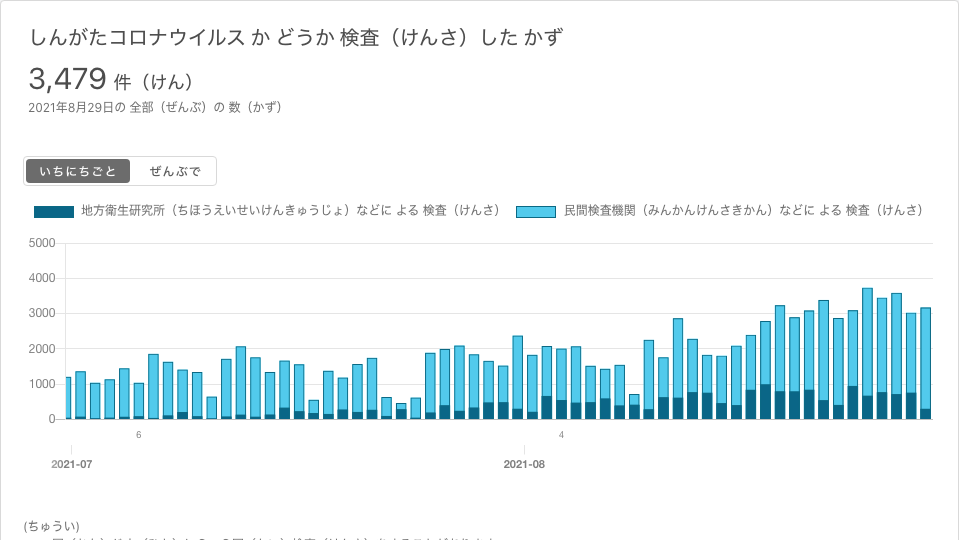 しんがたコロナウイルス か どうか 検査（けんさ）した かず
3,479 件（けん）
2021年8月29日の 全部（ぜんぶ）の 数（かず）
いちにちごと ぜんぶで
地方衛生研究所（ちほうえいせいけんきゅうじょ）などに よる 検査（けんさ） 民間検査機関（みんかんけんさきかん）などに よる 検査（けんさ）
5000
4000
3000
2000
1000
0
6 4
2021-07 2021-08
(ちゅうい)